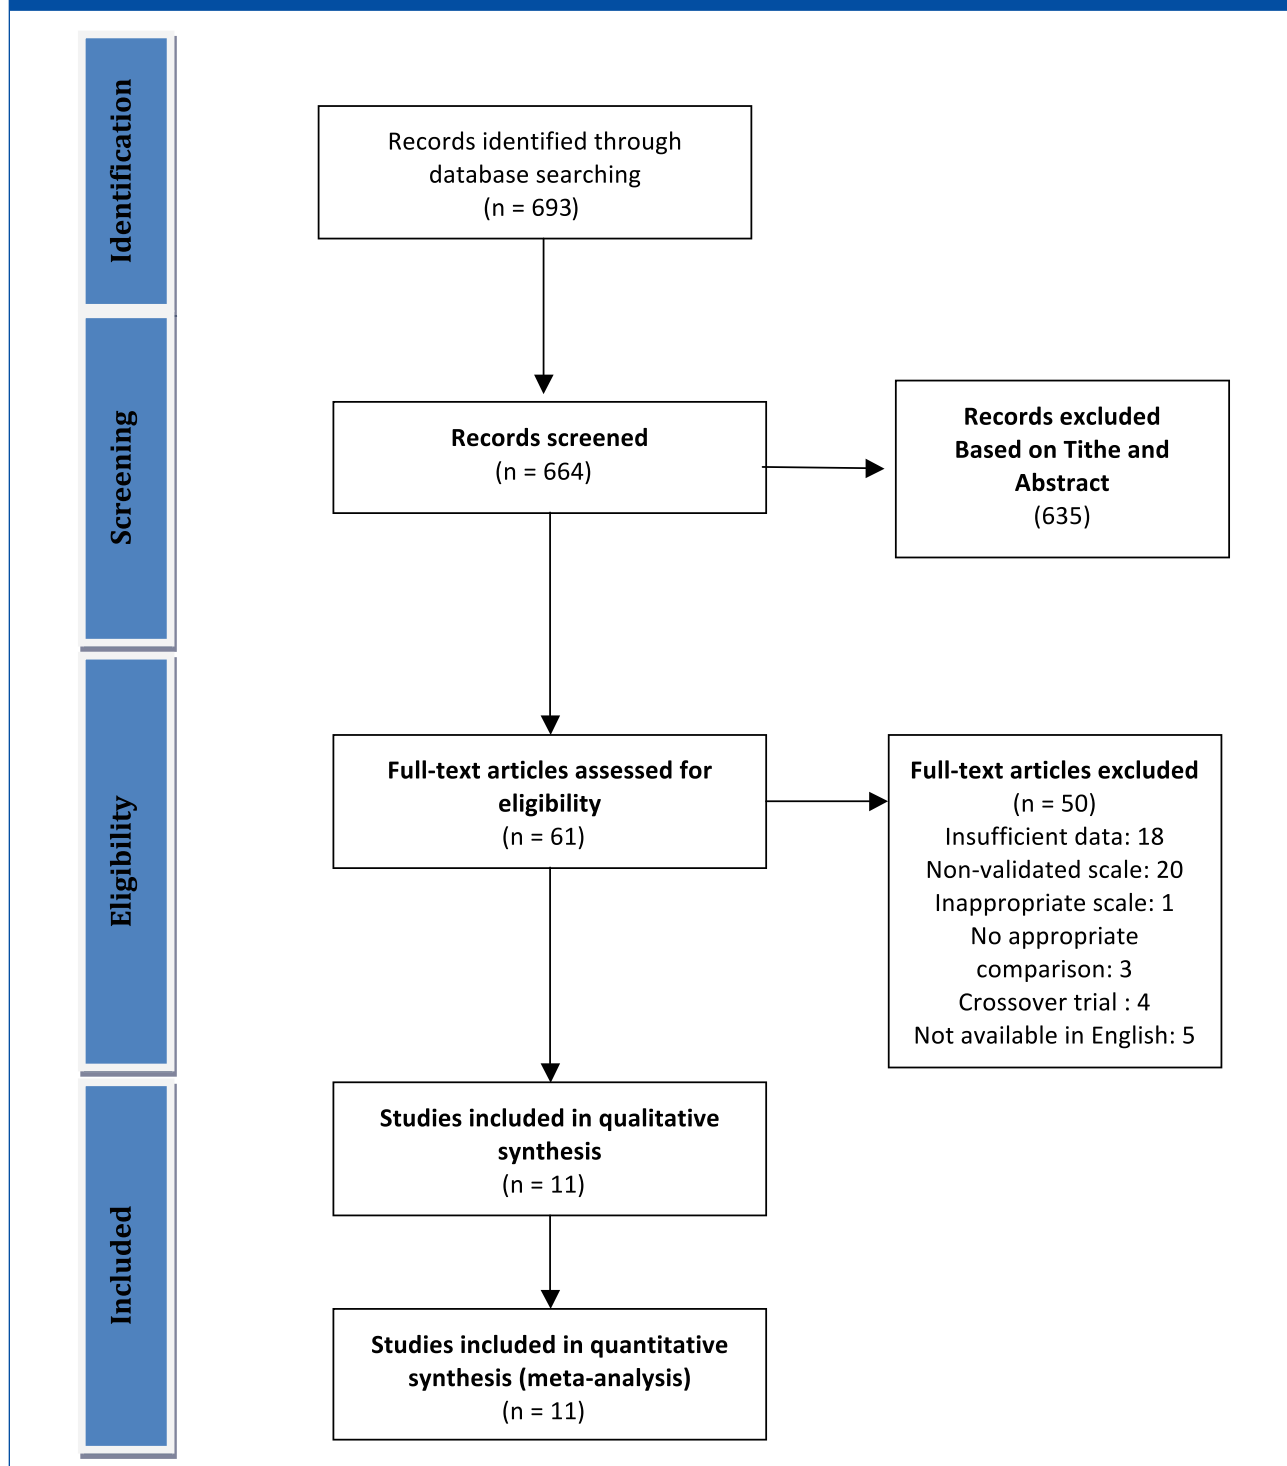 Identification
Records identified through
database searching
(n = 693)
Screening
Records screened
(n = 664)
Records excluded
Based on Tithe and
Abstract
(635)
Eligibility
Full-text articles assessed for
eligibility
(n = 61)
Full-text articles excluded
(n = 50)
Insufficient data: 18
Non-validated scale: 20
Inappropriate scale: 1
No appropriate
comparison: 3
Crossover trial : 4
Not available in English: 5
Included
Studies included in qualitative
synthesis
(n = 11)
Studies included in quantitative
synthesis (meta-analysis)
(n = 11)